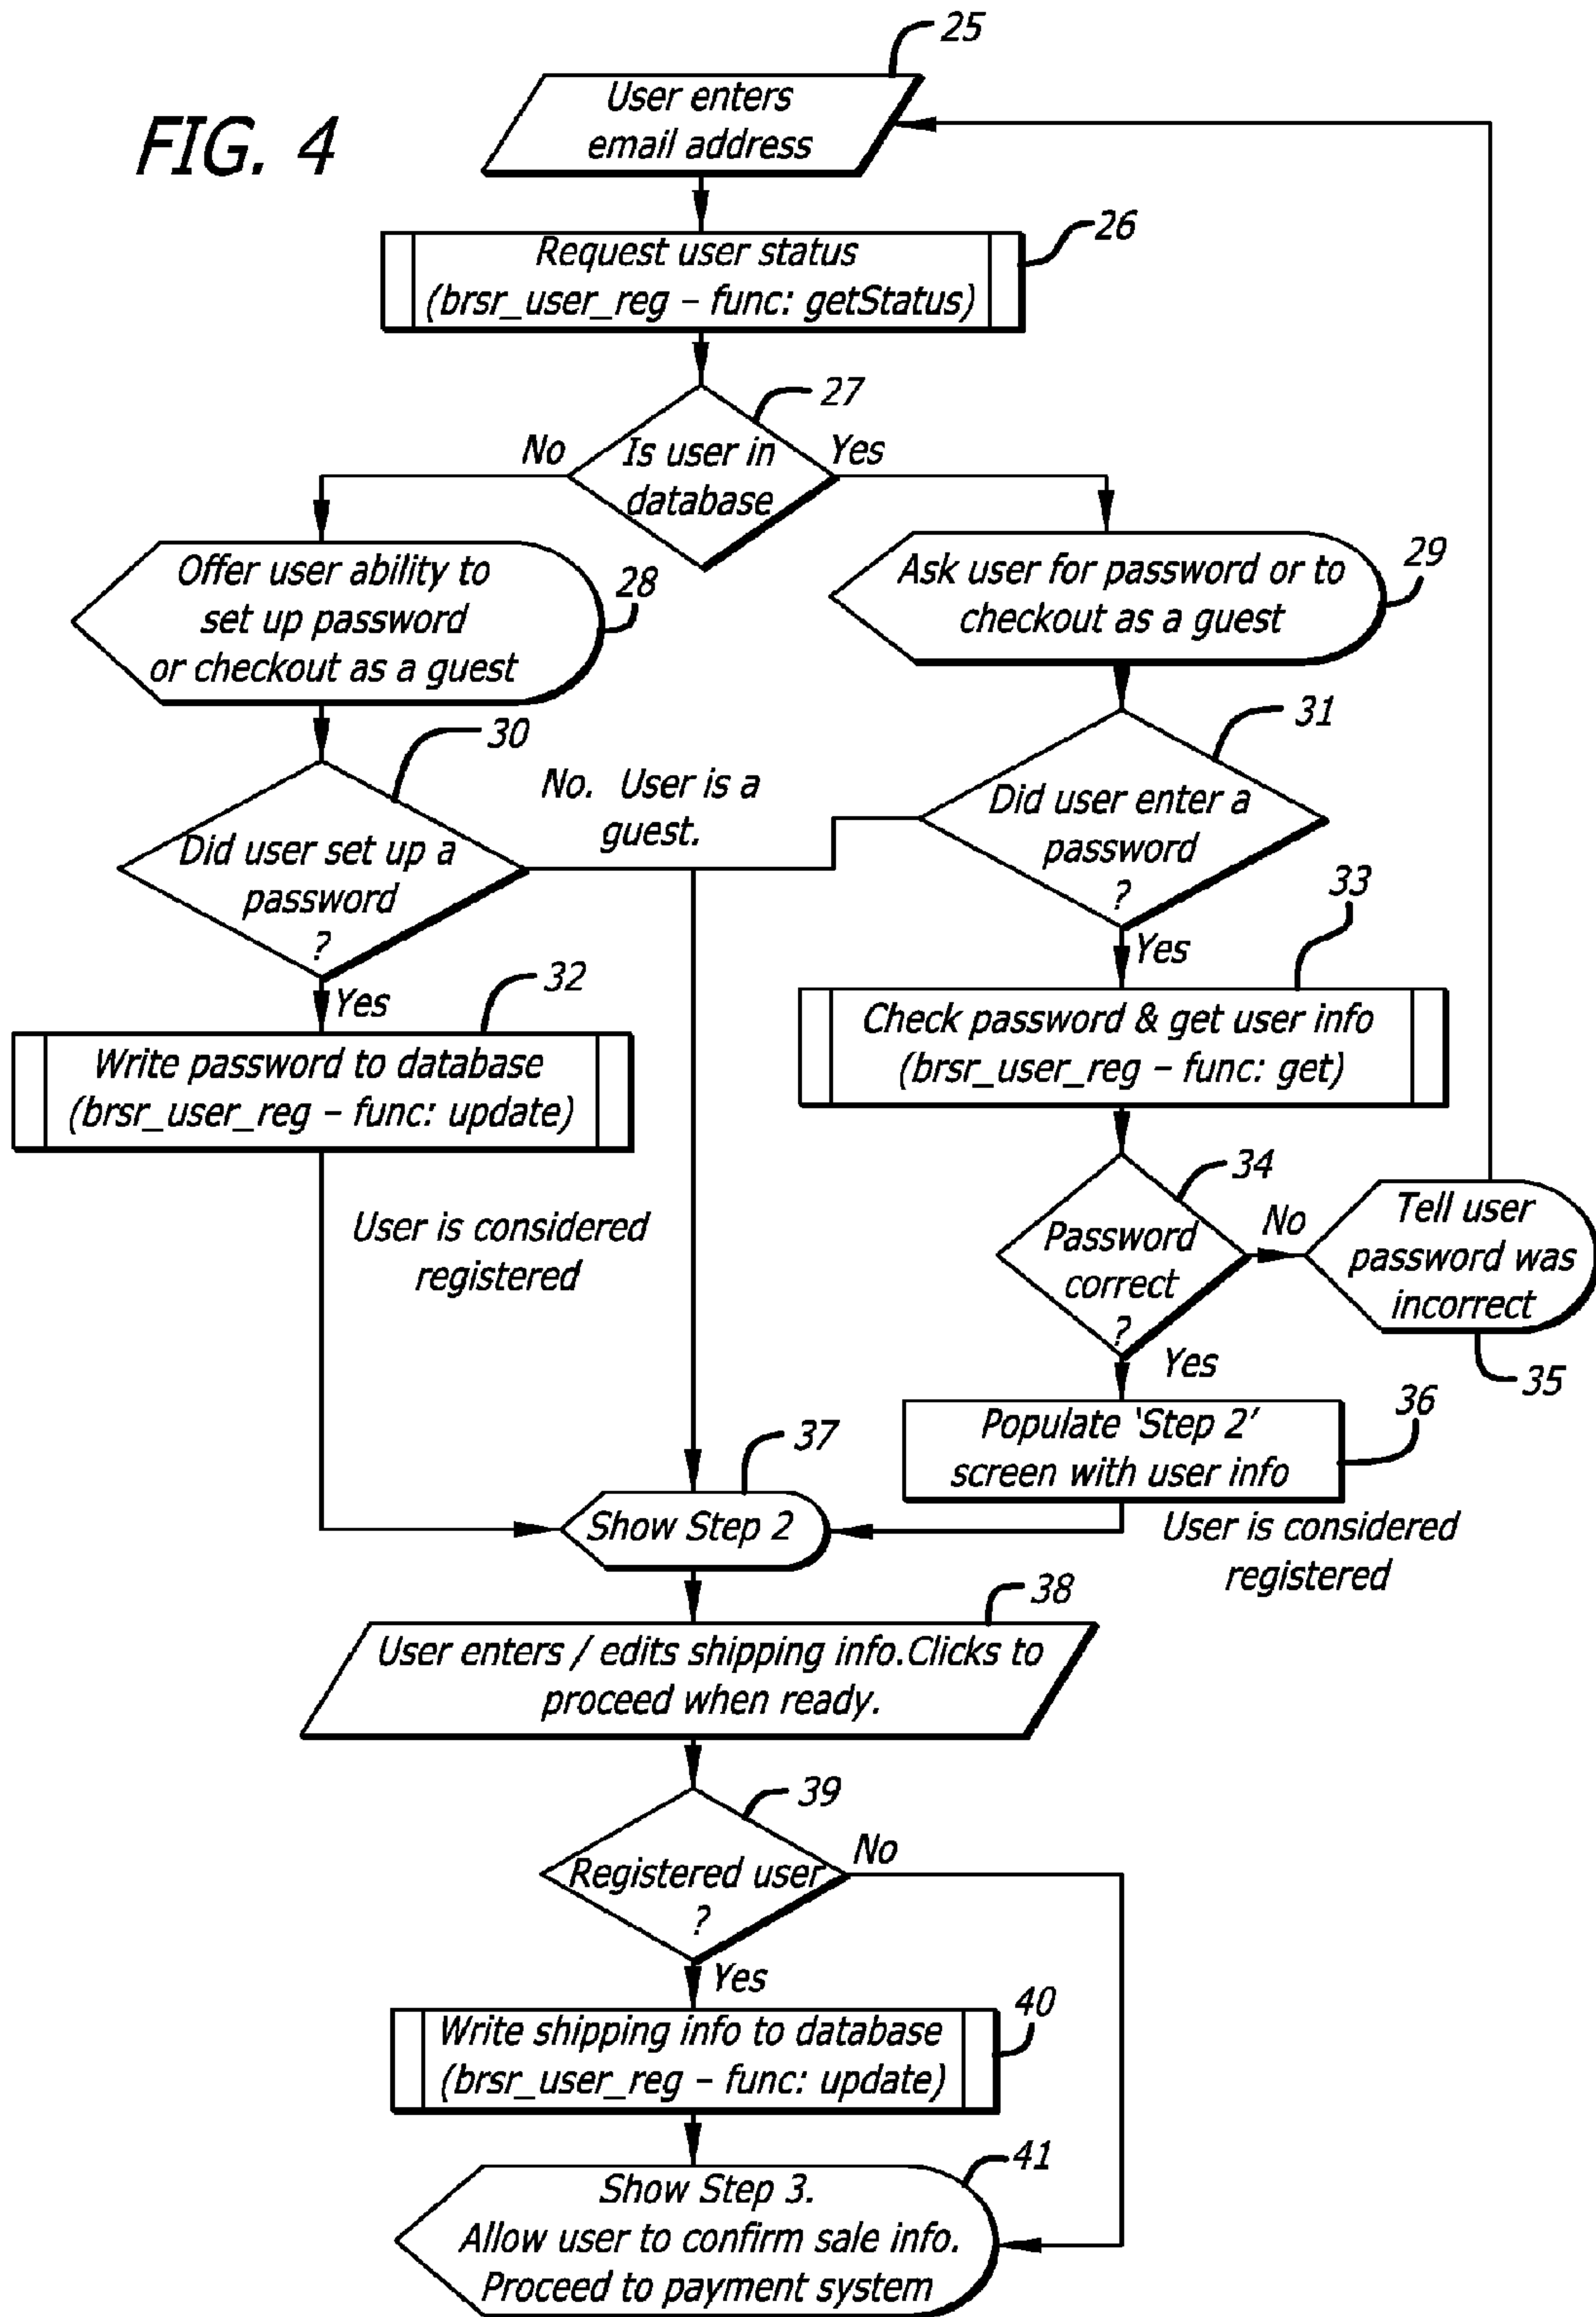 25
User enters
email address
FIG. 4
26
Request user status
(brsr_user_reg – func: getStatus)
27
No
Is user in
database
Yes
Offer user ability to
set up password
or checkout as a guest
28
Ask user for password or to
checkout as a guest
29
30
31
No. User is a
guest.
Did user set up a
password
?
Did user enter a
password
?
Yes
33
Yes
32
Write password to database
(brsr_user_reg – func: update)
Check password & get user info
(brsr_user_reg – func: get)
34
User is considered
registered
Password
correct
?
No
Tell user
password was
incorrect
Yes
35
36
Populate ‘Step 2’
screen with user info
37
Show Step 2
User is considered
registered
38
User enters / edits shipping info.Clicks to
proceed when ready.
39
Registered user
?
No
Yes
40
Write shipping info to database
(brsr_user_reg – func: update)
41
Show Step 3.
Allow user to confirm sale info.
Proceed to payment system